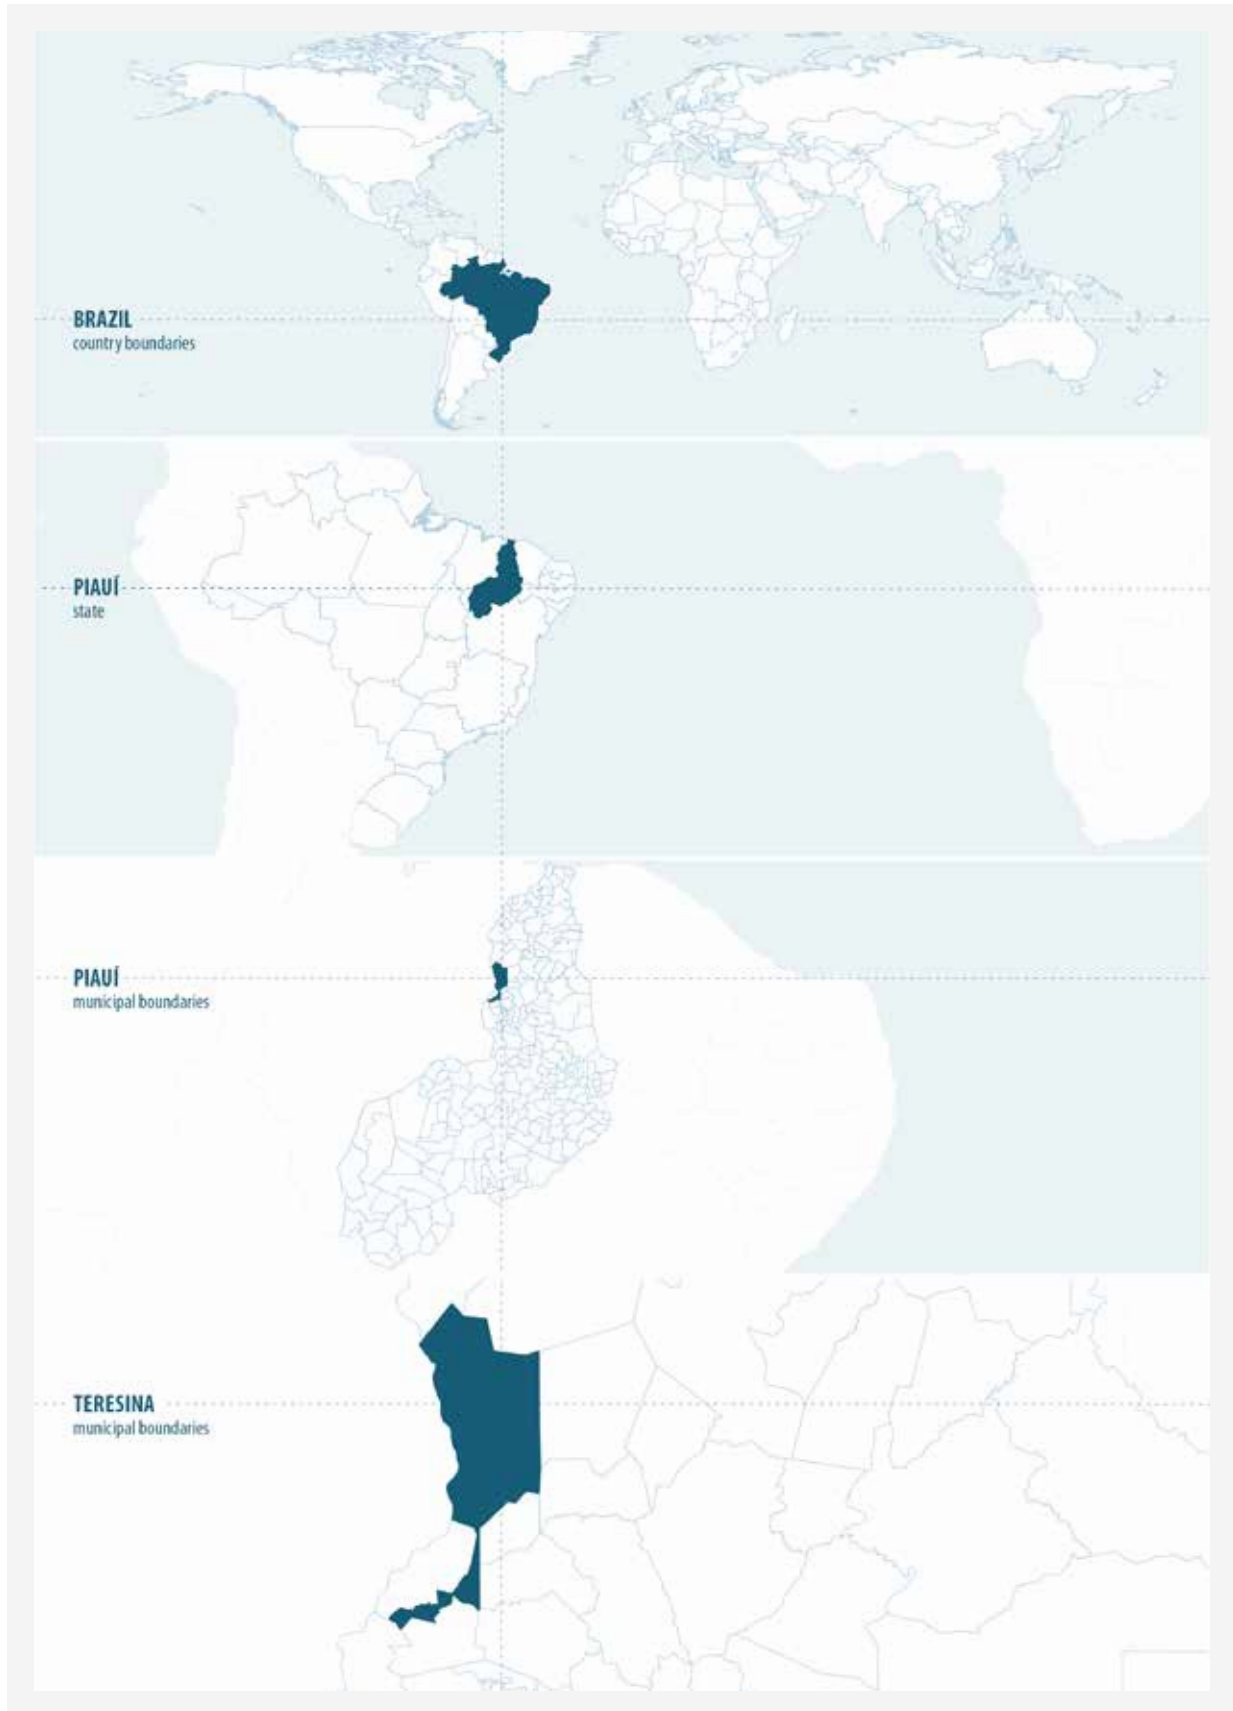 BRAZIL
country boundaries
PIAUÍ
state
PIAUÍ
municipal boundaries
TERESINA
municipal boundaries